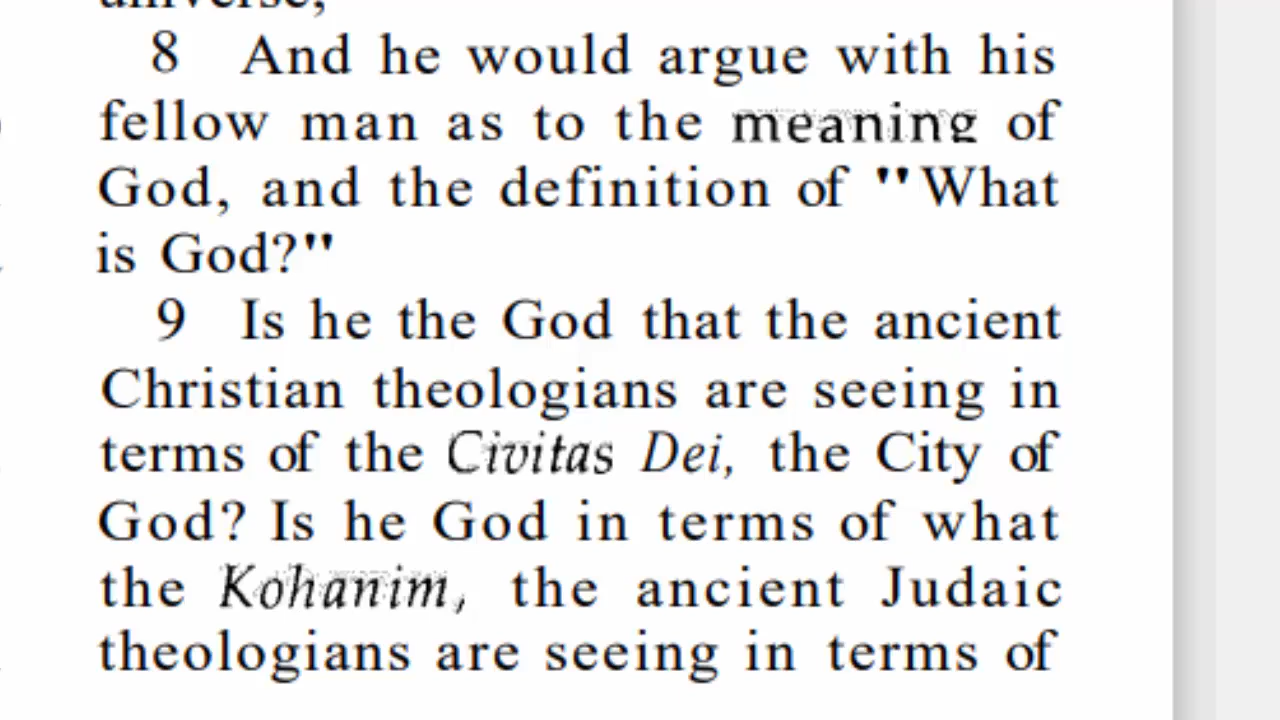 universe,
8 And he would argue with his
fellow man as to the meaning of
God, and the definition of "What
is God?"
9 Is he the God that the ancient
Christian theologians are seeing in
terms of the Civitas Dei, the City of
God? Is he God in terms of what
the Kohanim, the ancient Judaic
theologians are seeing in terms of